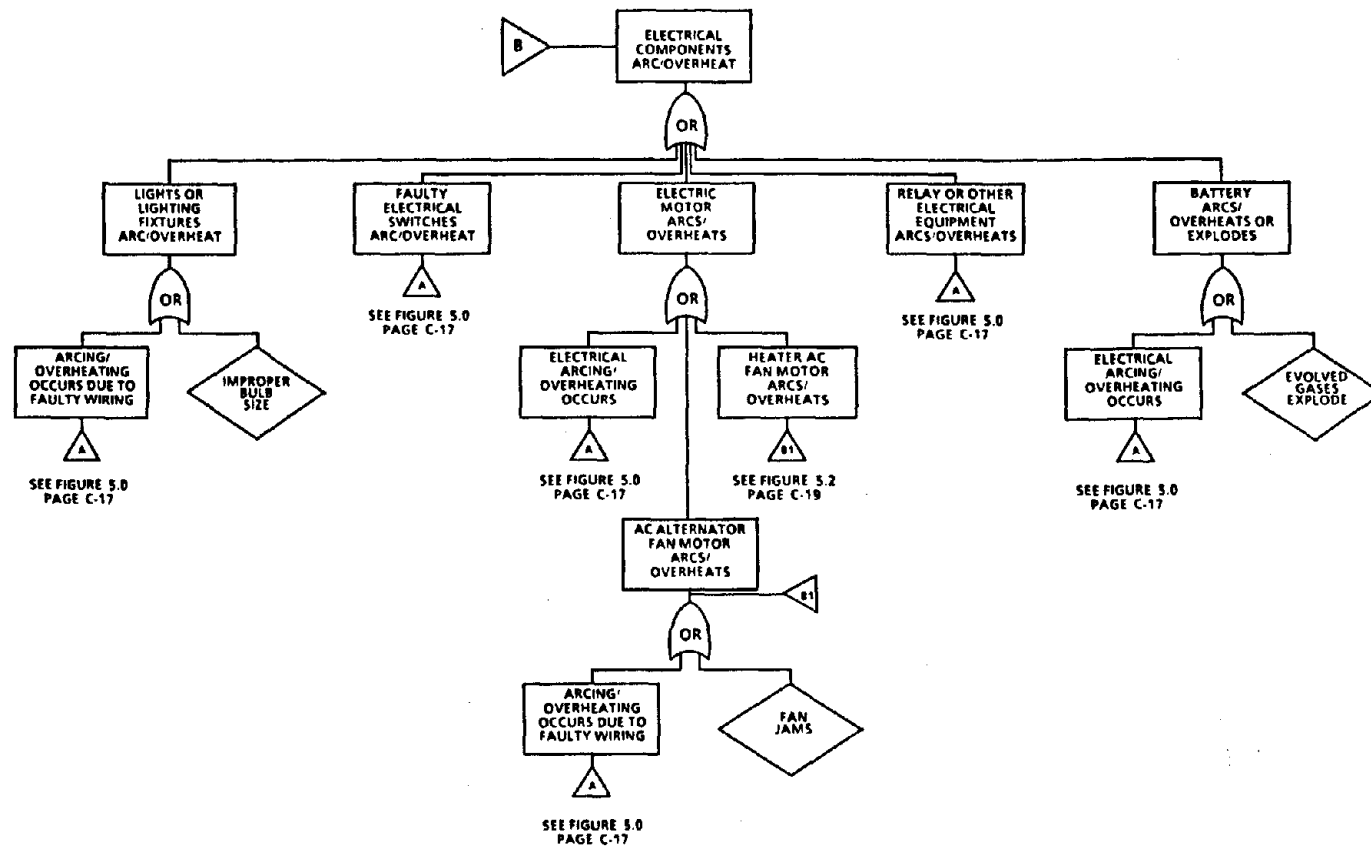 B
ELECTRICAL
COMPONENTS
ARC/OVERHEAT
OR
LIGHTS OR
LIGHTING
FIXTURES
ARC/OVERHEAT
FAULTY
ELECTRICAL
SWITCHES
ARC/OVERHEAT
ELECTRIC
MOTOR
ARCS/
OVERHEATS
RELAY OR OTHER
ELECTRICAL
EQUIPMENT
ARCS/OVERHEATS
BATTERY
ARCS/
OVERHEATS OR
EXPLODES
OR
A
SEE FIGURE 5.0
PAGE C-17
OR
A
SEE FIGURE 5.0
PAGE C-17
OR
ARCING/
OVERHEATING
OCCURS DUE TO
FAULTY WIRING
IMPROPER
BULB
SIZE
ELECTRICAL
ARCING/
OVERHEATING
OCCURS
HEATER AC
FAN MOTOR
ARCS/
OVERHEATS
ELECTRICAL
ARCING/
OVERHEATING
OCCURS
EVOLVED
GASES
EXPLODE
A
SEE FIGURE 5.0
PAGE C-17
A
SEE FIGURE 5.0
PAGE C-17
B1
SEE FIGURE 5.2
PAGE C-19
A
SEE FIGURE 5.0
PAGE C-17
AC ALTERNATOR
FAN MOTOR
ARCS/
OVERHEATS
B1
OR
ARCING/
OVERHEATING
OCCURS DUE TO
FAULTY WIRING
FAN
JAMS
A
SEE FIGURE 5.0
PAGE C-17